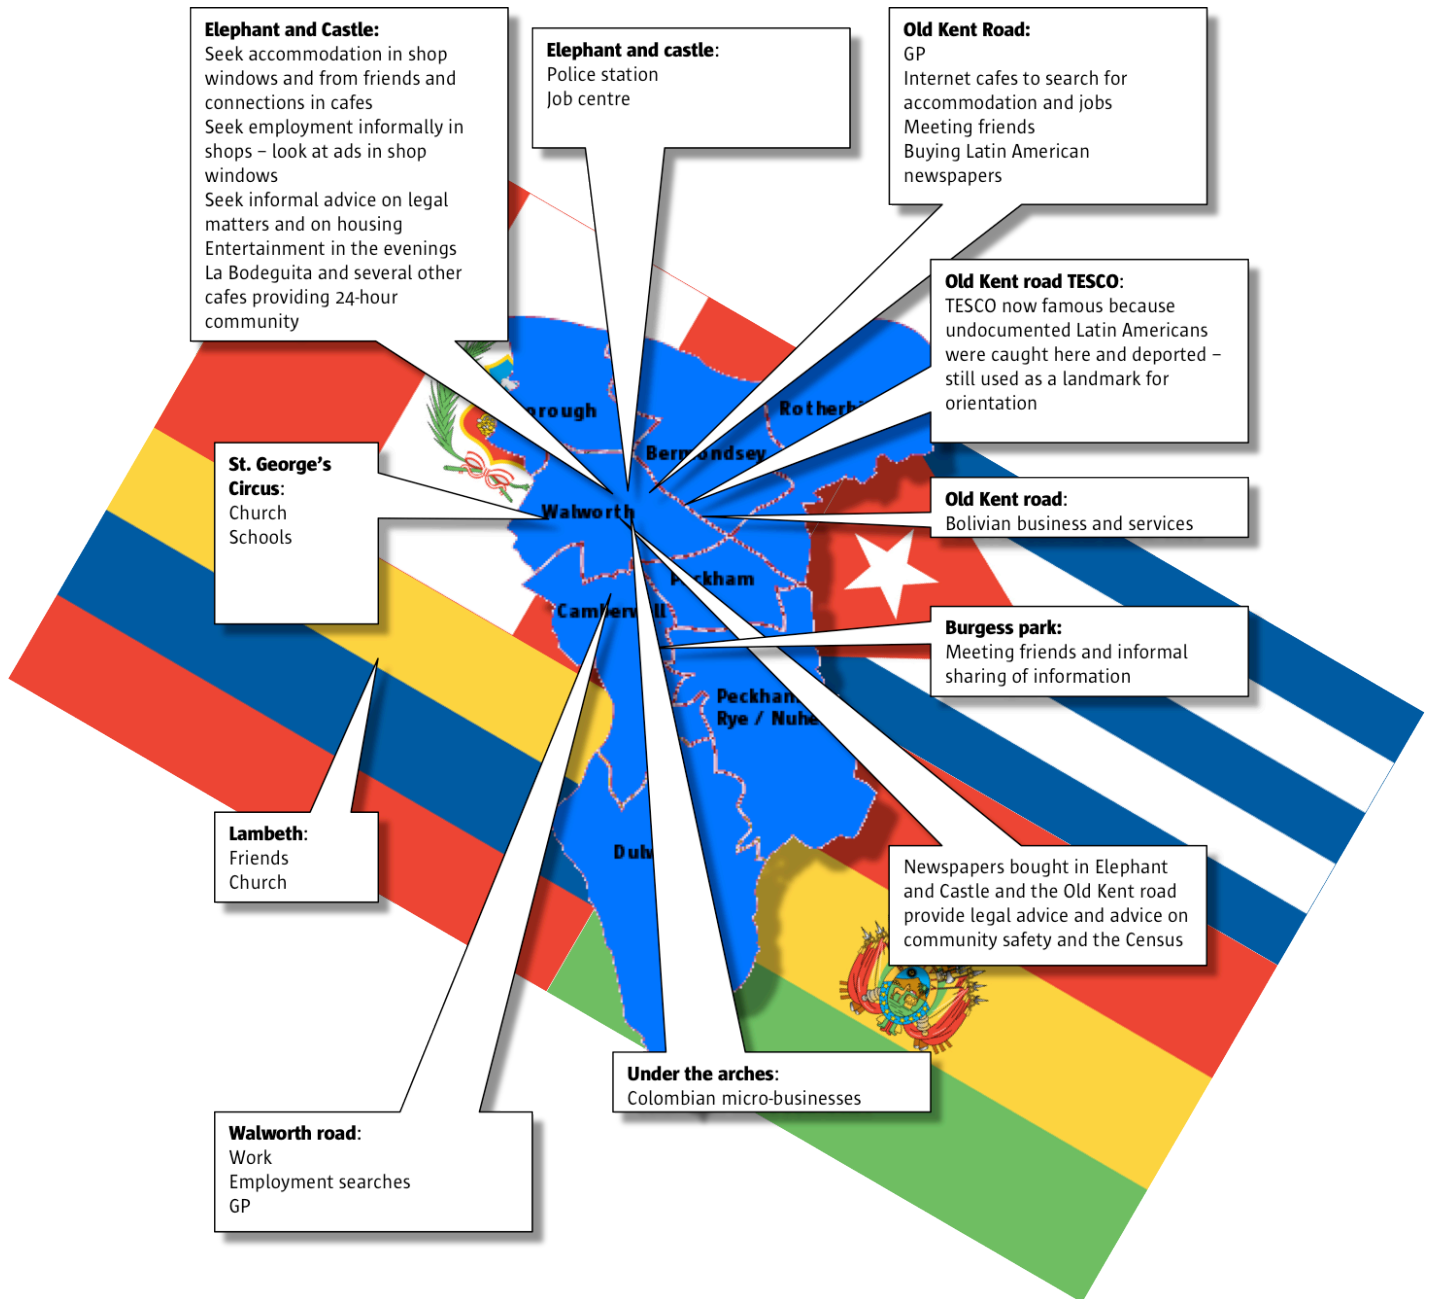 Elephant and Castle:
Seek accommodation in shop
windows and from friends and
connections in cafes
Seek employment informally in
shops – look at ads in shop
windows
Seek informal advice on legal
matters and on housing
Entertainment in the evenings
La Bodeguita and several other
cafes providing 24-hour
community
Elephant and castle:
Police station
Job centre
Old Kent Road:
GP
Internet cafes to search for
accommodation and jobs
Meeting friends
Buying Latin American
newspapers
Old Kent road TESCO:
TESCO now famous because
undocumented Latin Americans
were caught here and deported –
still used as a landmark for
orientation
St. George's
Circus:
Church
Schools
Old Kent road:
Bolivian business and services
Burgess park:
Meeting friends and informal
sharing of information
Lambeth:
Friends
Church
Newspapers bought in Elephant
and Castle and the Old Kent road
provide legal advice and advice on
community safety and the Census
Under the arches:
Colombian micro-businesses
Walworth road:
Work
Employment searches
GP
Bermondsey
Walworth
Peckham
Camberwell
Rye /